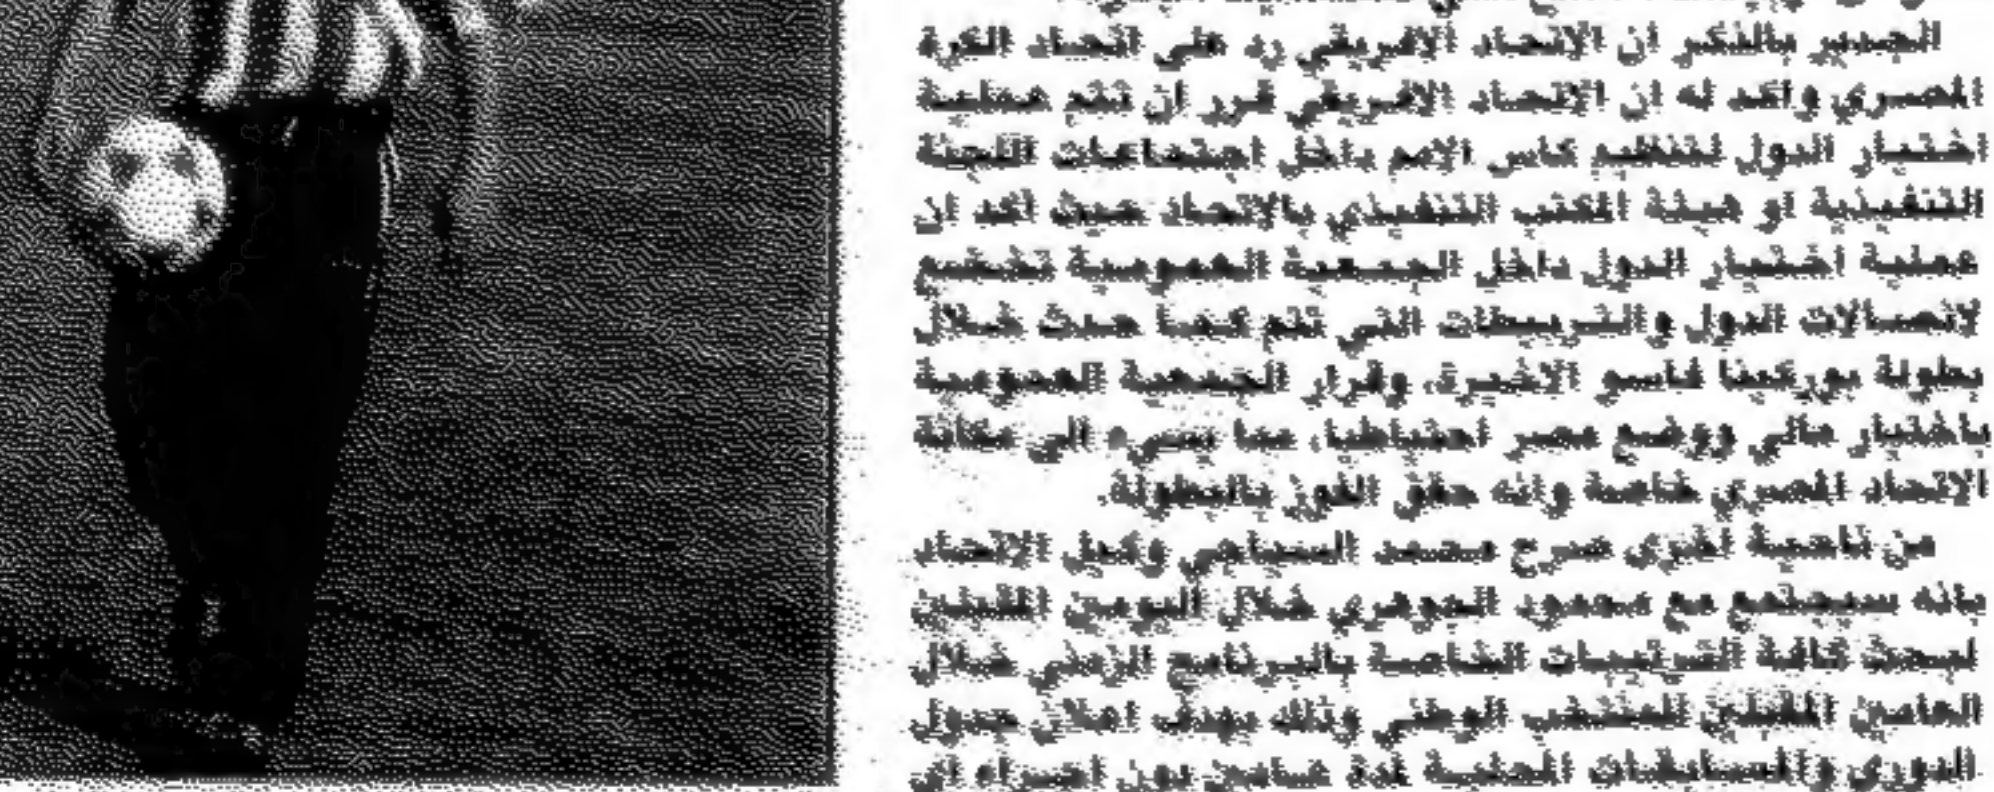 الجدير بالذكر ان الاتحاد الافريقي رد على اتحاد الكرة
المصري واكد له ان الاتحاد الافريقي قرر ان تتم عملية
اختيار الدول لتنظيم كاس الامم داخل اجتماعات اللجنة
التنفيذية او هيئة المكتب التنفيذي بالاتحاد حيث اكد ان
عملية اختيار الدول داخل الجمعية العمومية تخضع
لاتصالات الدول والتربيطات التي تتم كما حدث خلال
بطولة بوركينا فاسو الاخيرة، وقرار الجمعية العمومية
باختيار مالي ووضع مصر احتياطيا، مما يسيء الى مكانة
الاتحاد المصري خاصة وانه حقق الفوز بالبطولة.
من ناحية اخرى صرح محمد السياجي وكيل الاتحاد
بانه سيجتمع مع محمود الجوهري خلال اليومين المقبلين
لبحث كافة الترتيبات الخاصة بالبرنامج الزمني خلال
العامين المقبلين للمنتخب الوطني وذلك بهدف اعلان جدول
الدوري والمسابقات المحلية لمدة عامين دون اجراء اي